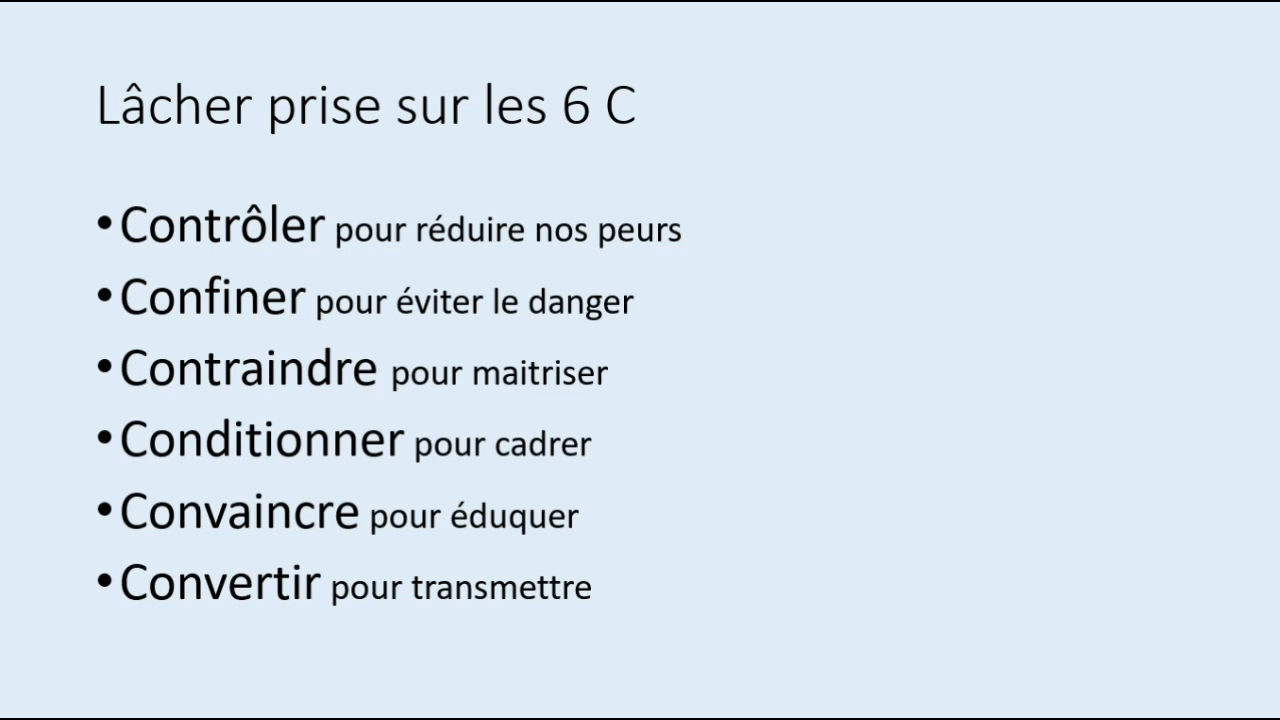 Lâcher prise sur les 6 C
•Contrôler pour réduire nos peurs
•Confiner pour éviter le danger
•Contraindre pour maitriser
•Conditionner pour cadrer
•Convaincre pour éduquer
•Convertir pour transmettre